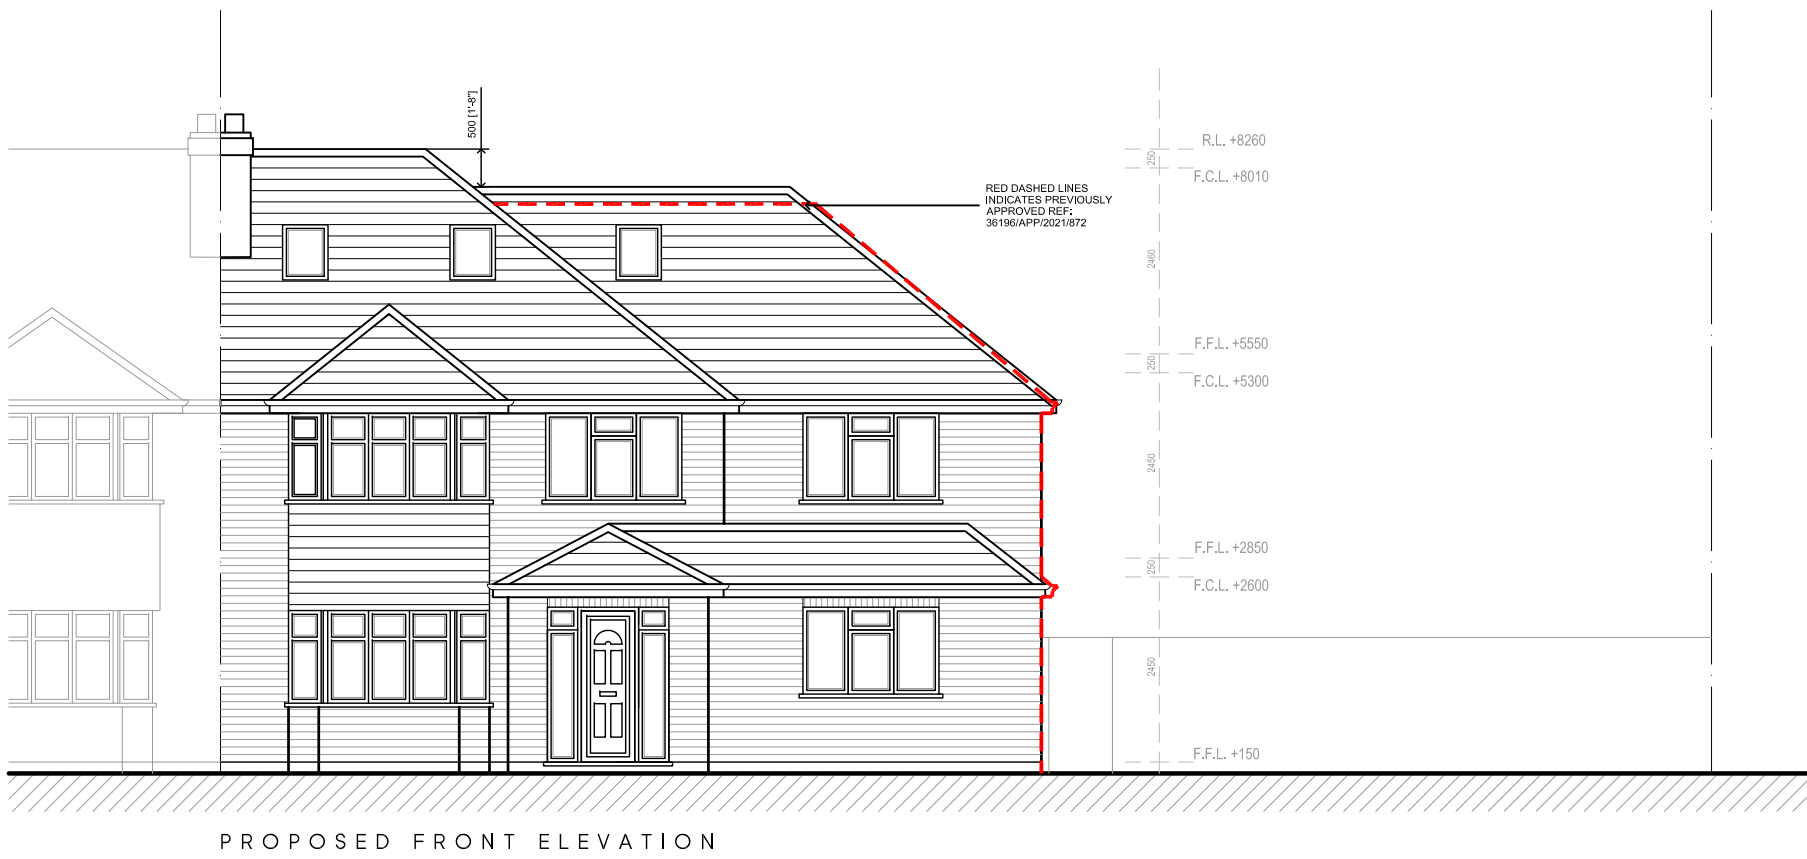 500 [1'-8"]
R.L. +8260
250
F.C.L. +8010
RED DASHED LINES
INDICATES PREVIOUSLY
APPROVED REF:
36196/APP/2021/872
2460
F.F.L. +5550
250
F.C.L. +5300
2450
F.F.L. +2850
250
F.C.L. +2600
2450
F.F.L. +150
PROPOSED FRONT ELEVATION